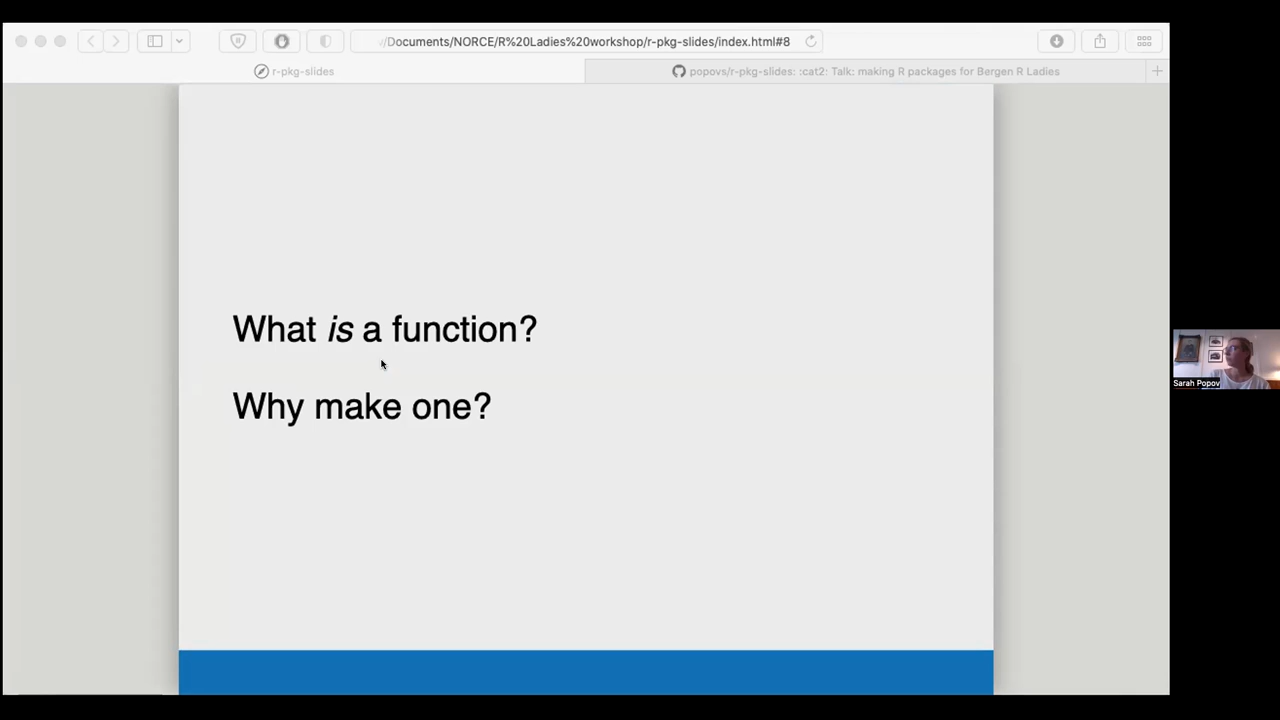 /Documents/NORCE/R%20Ladies%20workshop/r-pkg-slides/index.html#8
r-pkg-slides
popovs/r-pkg-slides: :cat2: Talk: making R packages for Bergen R Ladies
What is a function?
Why make one?
Sarah Popov